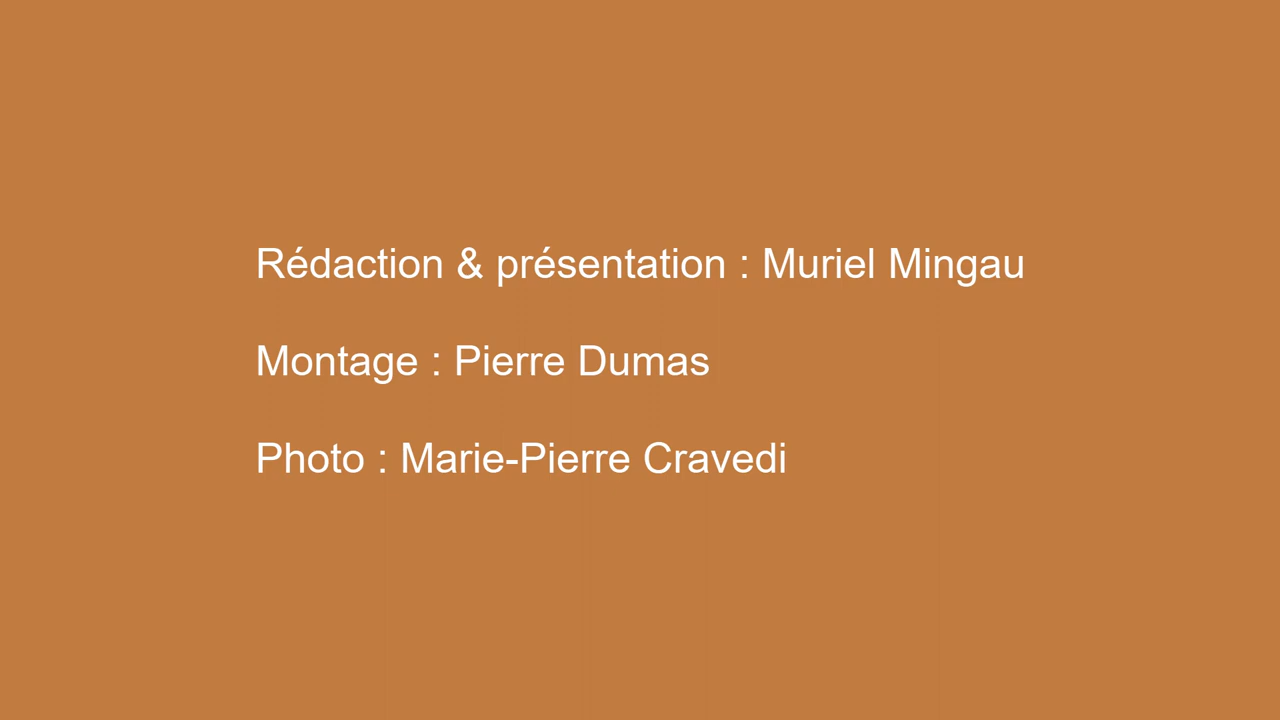 Rédaction & présentation : Muriel Mingau
Montage : Pierre Dumas
Photo : Marie-Pierre Cravedi